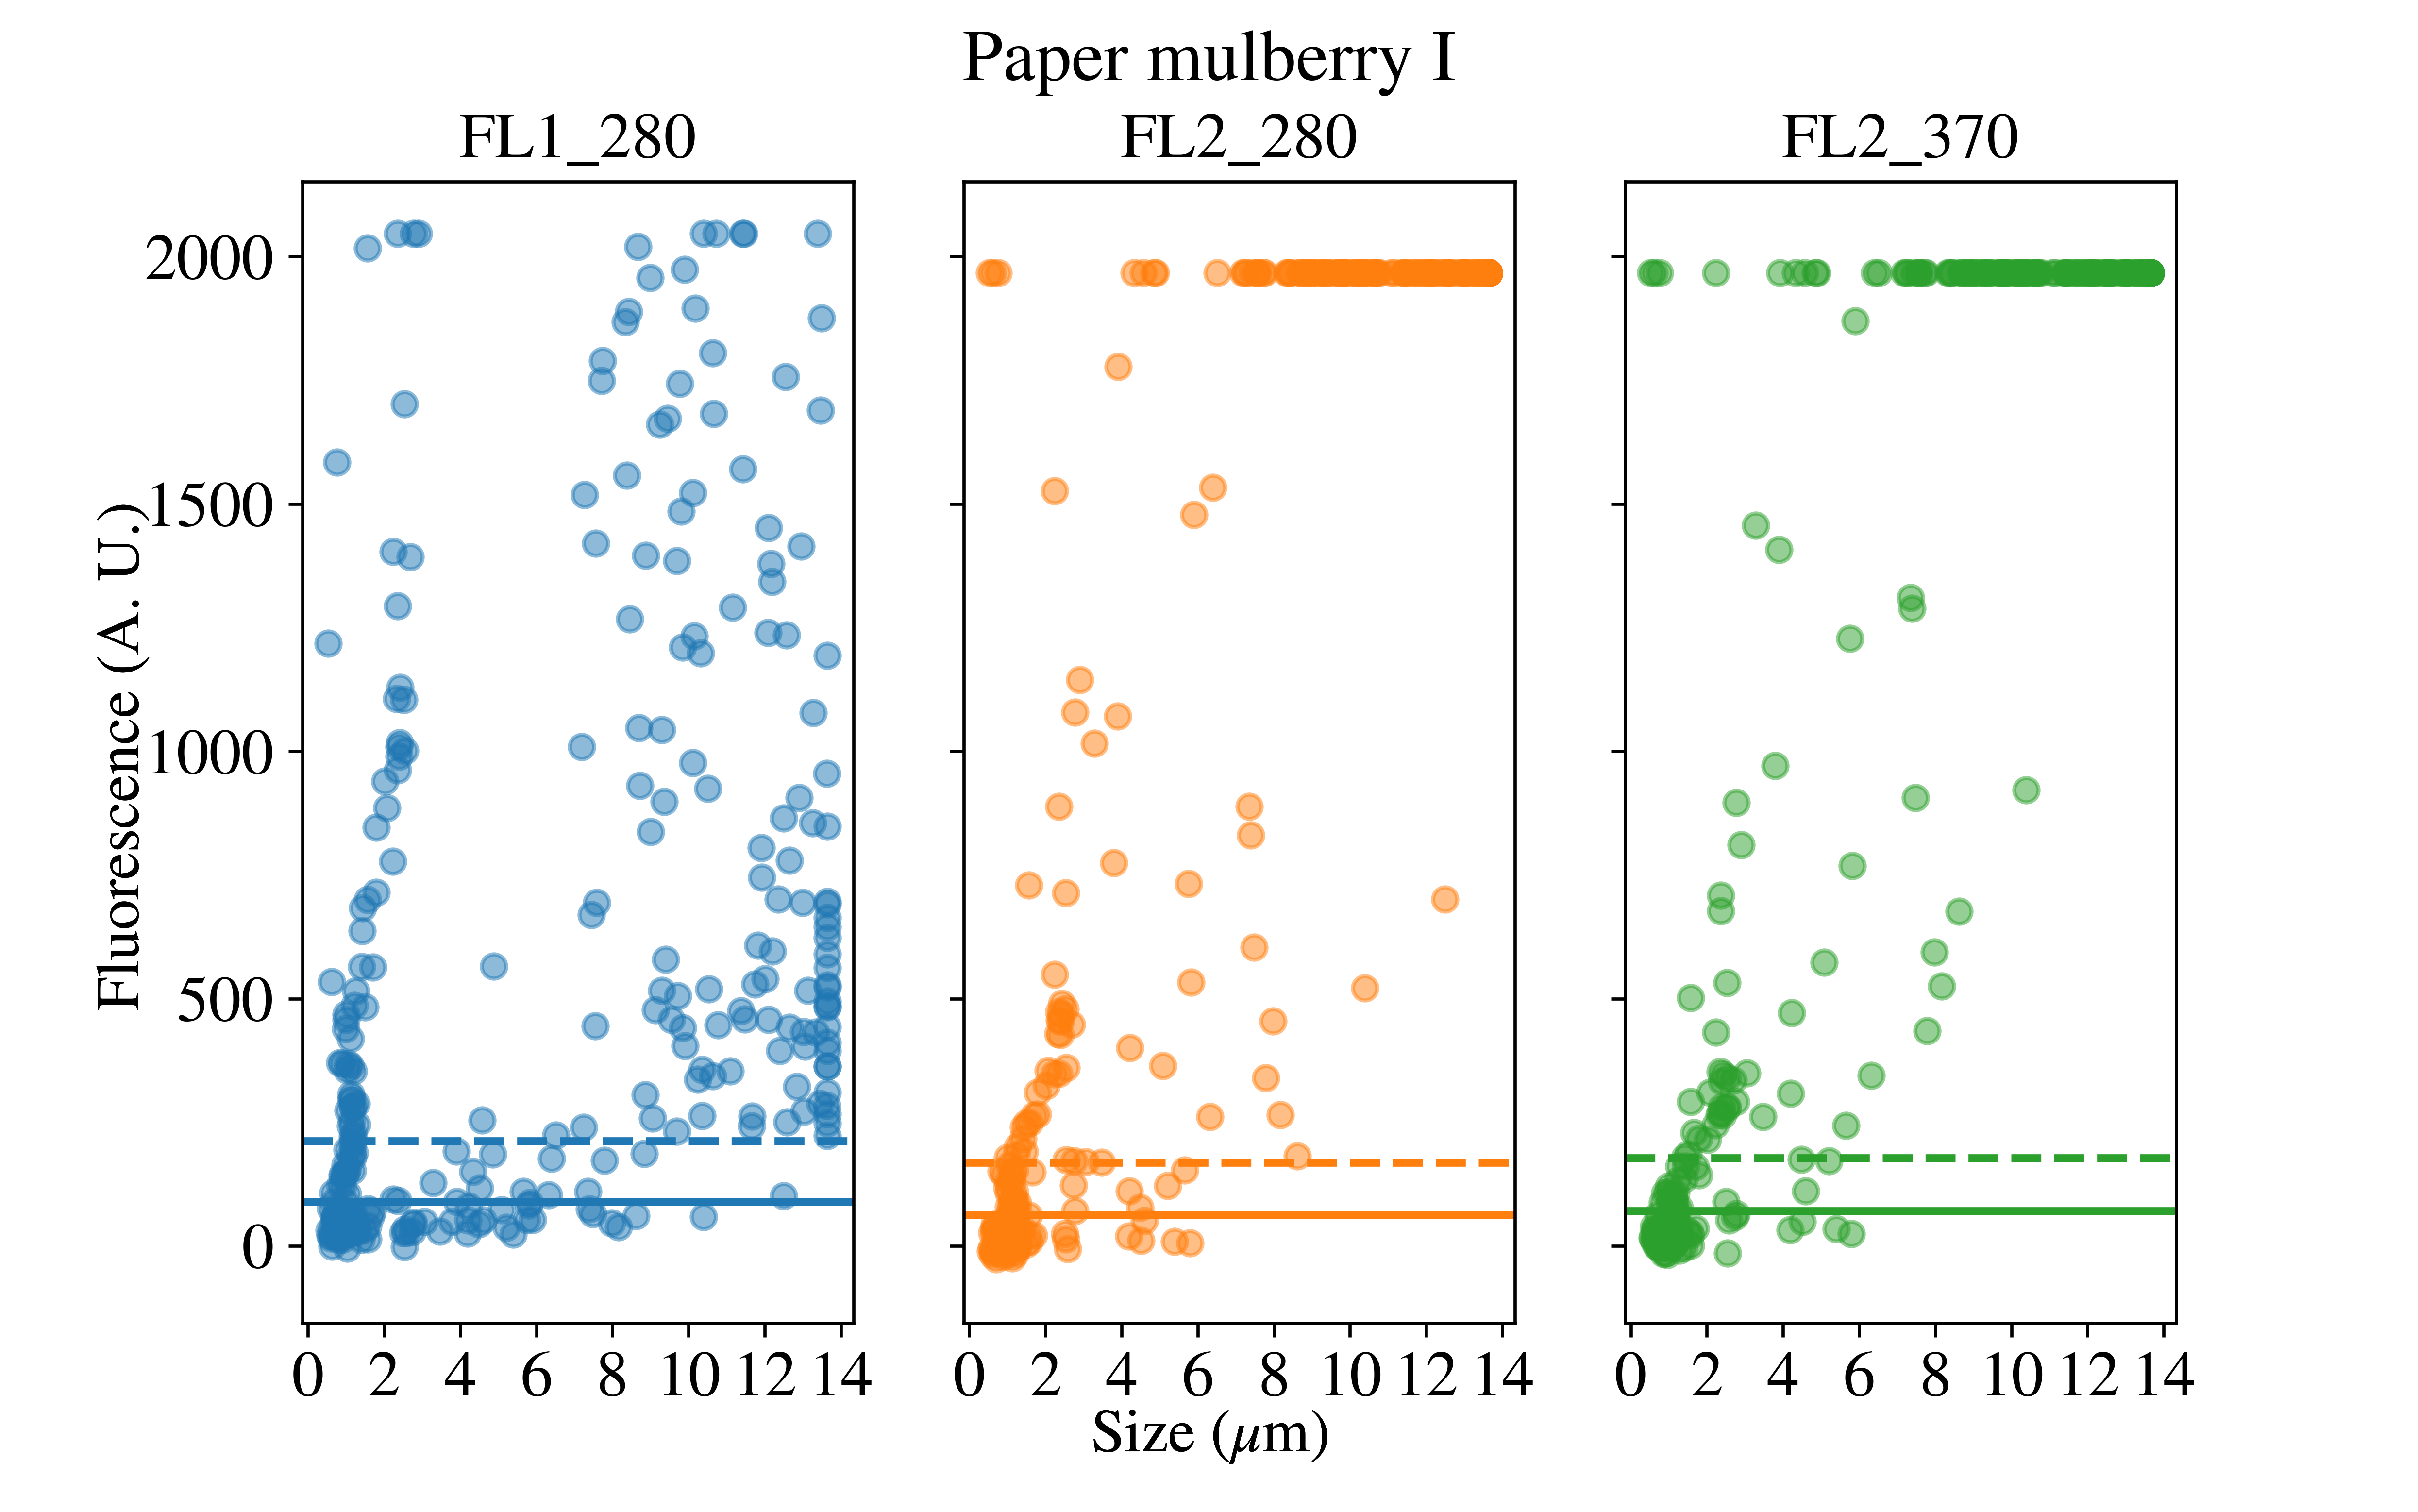 Paper mulberry I
FL1_280
FL2_280
FL2_370
Fluorescence (A. U.)
2000
1500
1000
500
0
0 2 4 6 8 10 12 14
0 2 4 6 8 10 12 14
0 2 4 6 8 10 12 14
Size (μm)